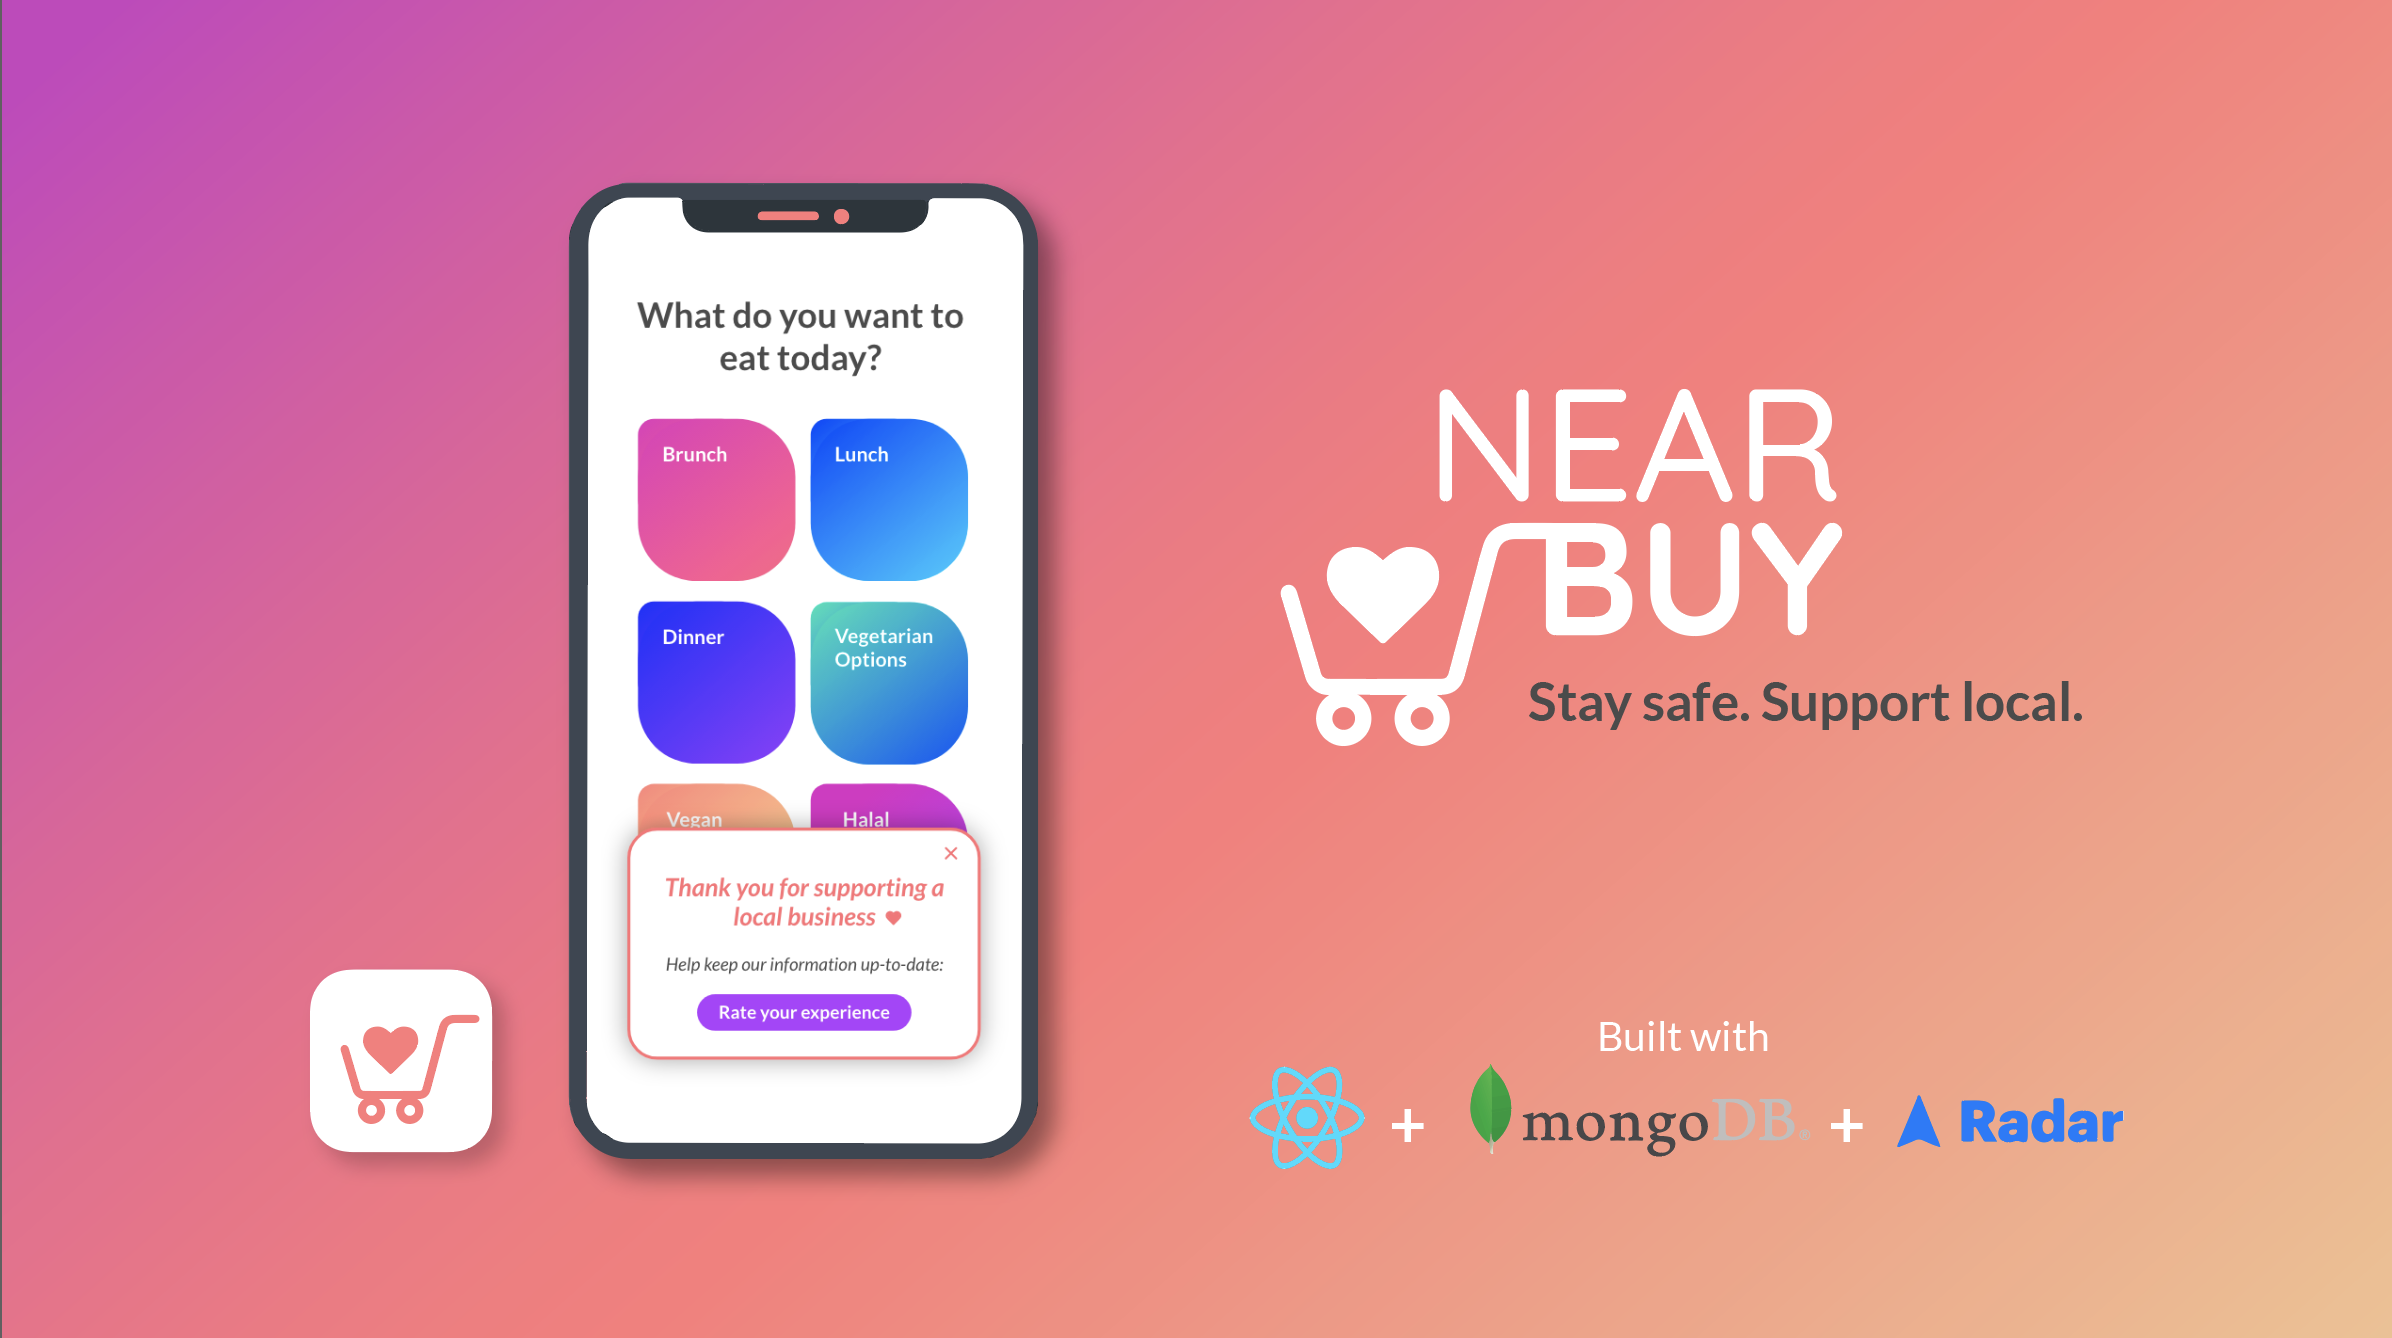 What do you want to
eat today?
Brunch
Lunch
Dinner
Vegetarian
Options
Vegan
Halal
Thank you for supporting a
local business
Help keep our information up-to-date:
Rate your experience
NEAR
BUY
Stay safe. Support local.
Built with
+ mongoDB® + Radar